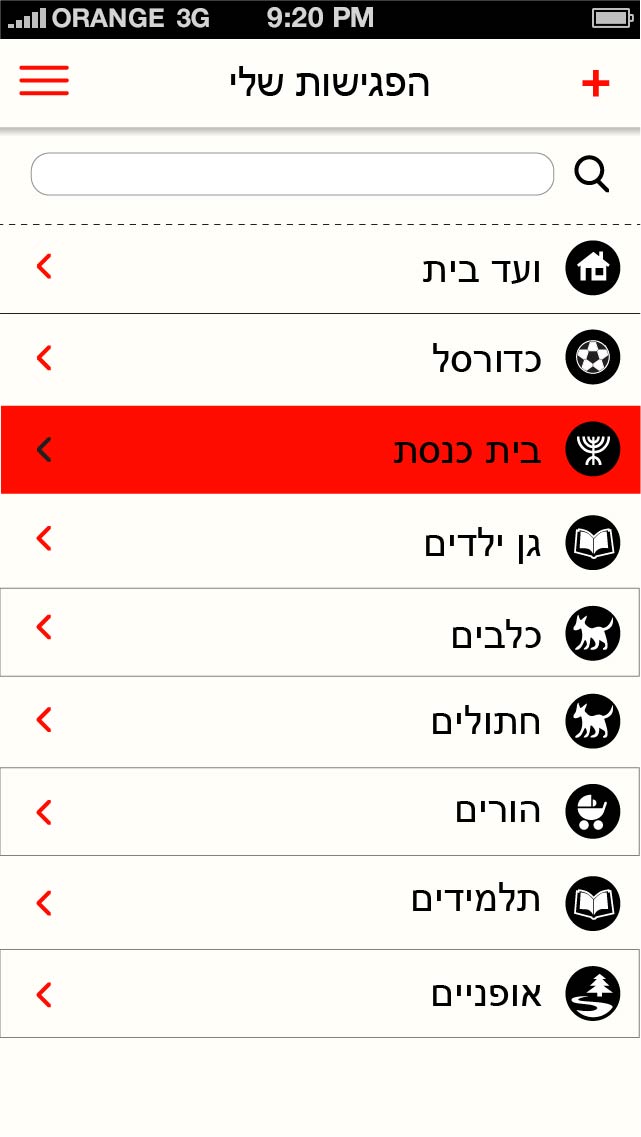 ORANGE 3G 9:20 PM
הפגישות שלי
ועד בית
כדורסל
בית כנסת
גן ילדים
כלבים
חתולים
הורים
תלמידים
אופניים